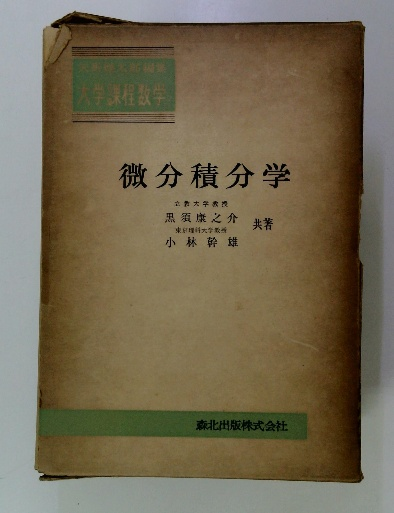 大学課程数学
微分積分学
立教大学教授
黒須康之介
東京理科大学教授
小林幹雄
共著
森北出版株式会社